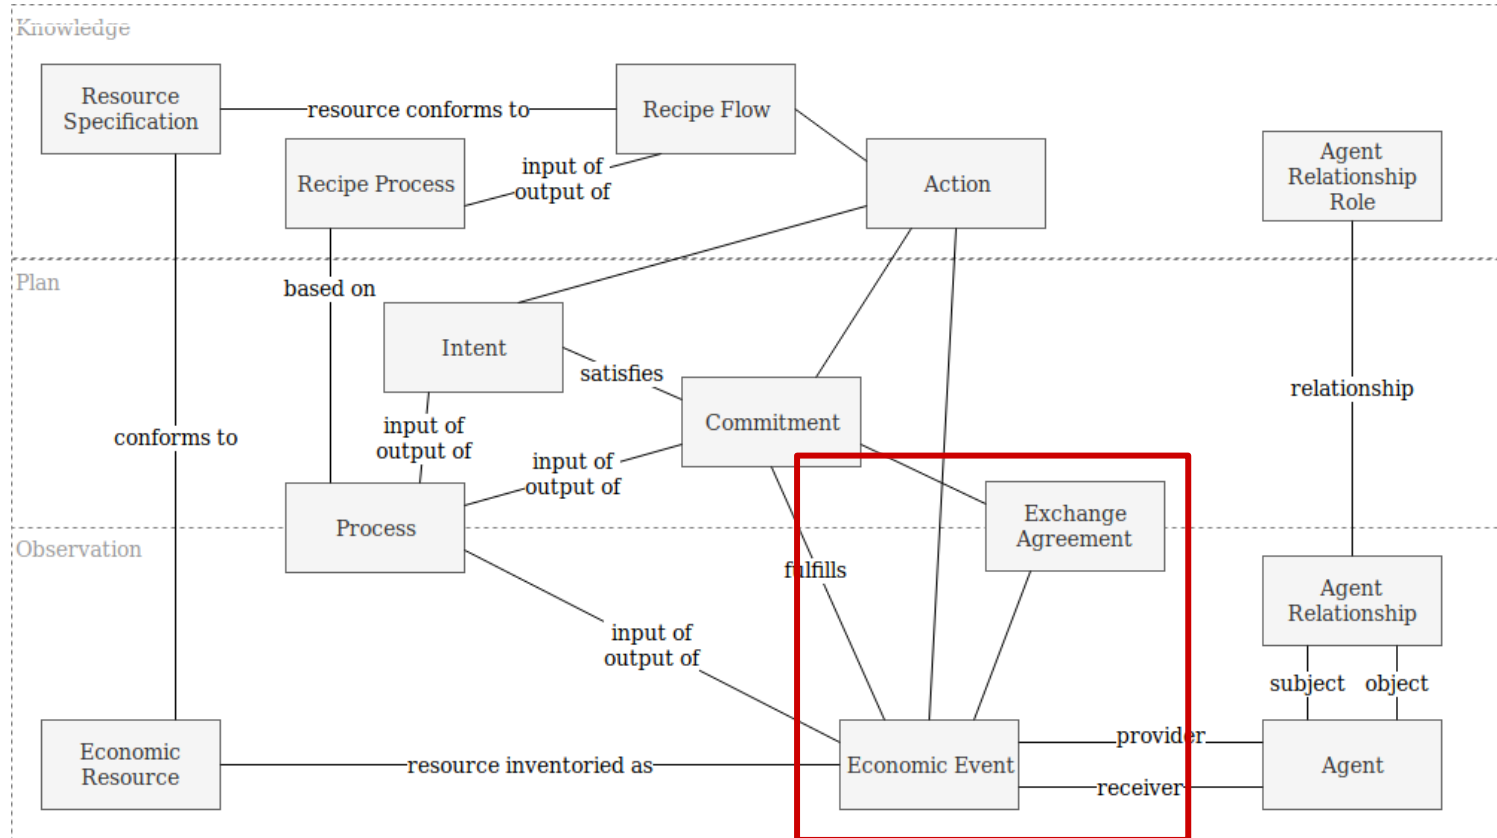 Knowledge
Resource
Specification
resource conforms to
Recipe Flow
Recipe Process
input of
output of
Action
Agent
Relationship
Role
Plan
based on
Intent
satisfies
Commitment
relationship
conforms to
input of
output of
input of
output of
Process
Exchange
Agreement
Observation
fulfills
Agent
Relationship
input of
output of
subject
object
Economic
Resource
resource inventoried as
Economic Event
provider
receiver
Agent